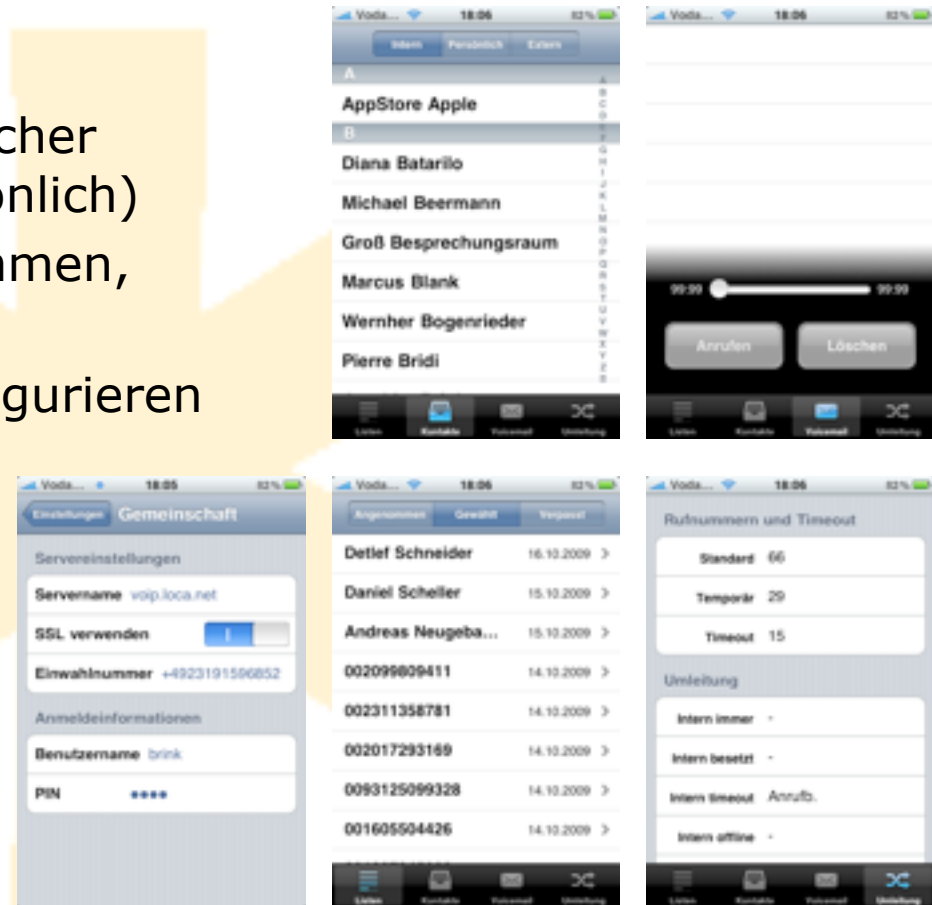 cher
onlich)
men,
gurieren
Voda... 18:06 82%
Intern Persönlich Extern
A
AppStore Apple
B
Diana Batarilo
Michael Beermann
Groß Besprechungsraum
Marcus Blank
Wernher Bogenrieder
Pierre Bridi
Listen Kontakte Voicemail Umleitung
Voda... 18:06 82%
99:99 99:99
Anrufen Löschen
Listen Kontakte Voicemail Umleitung
Voda... 18:05 82%
Einstellungen Gemeinschaft
Servereinstellungen
Servername voip.loca.net
SSL verwenden
Einwahlnummer +4923191596852
Anmeldeinformationen
Benutzername brink
PIN ••••
Voda... 18:06 82%
Angenommen Gewählt Verpasst
Detlef Schneider 16.10.2009
Daniel Scheller 15.10.2009
Andreas Neugeba... 15.10.2009
002099809411 14.10.2009
002311358781 14.10.2009
002017293169 14.10.2009
0093125099328 14.10.2009
001605504426 14.10.2009
Listen Kontakte Voicemail Umleitung
Voda... 18:06 82%
Rufnummern und Timeout
Standard 66
Temporär 29
Timeout 15
Umleitung
Intern immer -
Intern besetzt -
Intern timeout Anrufb.
Intern offline -
Listen Kontakte Voicemail Umleitung